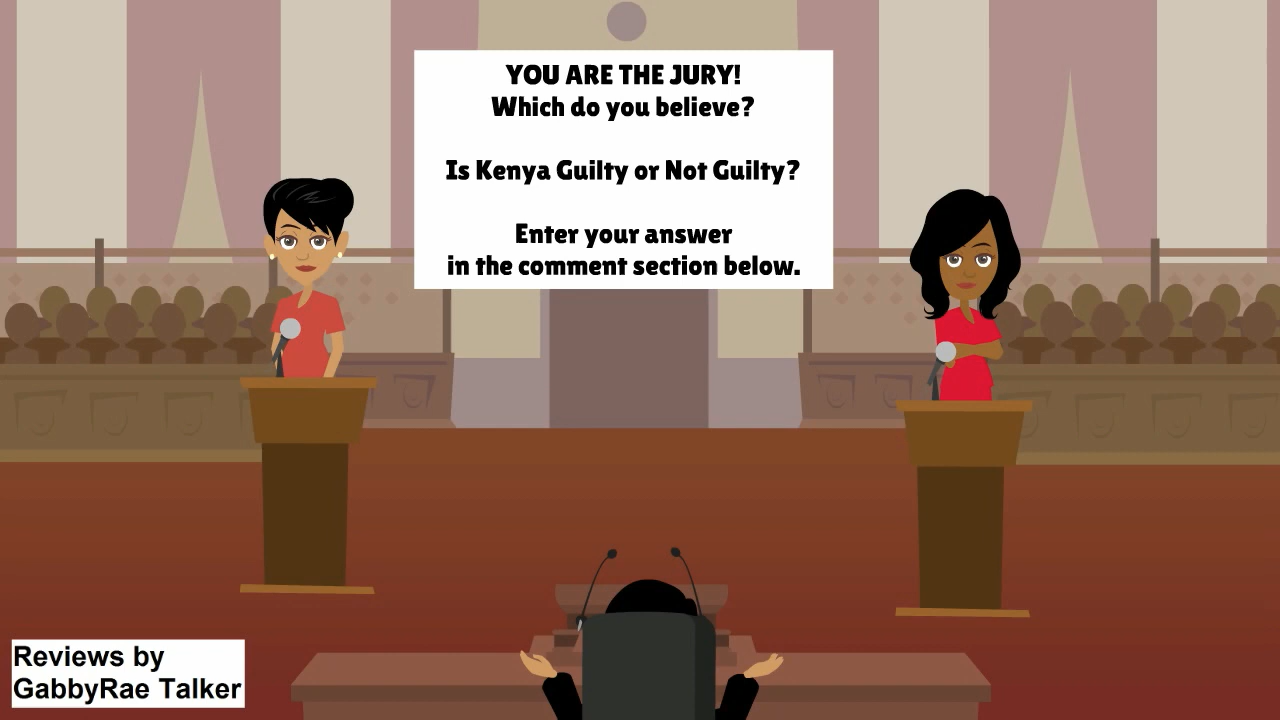 YOU ARE THE JURY!
Which do you believe?
Is Kenya Guilty or Not Guilty?
Enter your answer
in the comment section below.
Reviews by
GabbyRae Talker